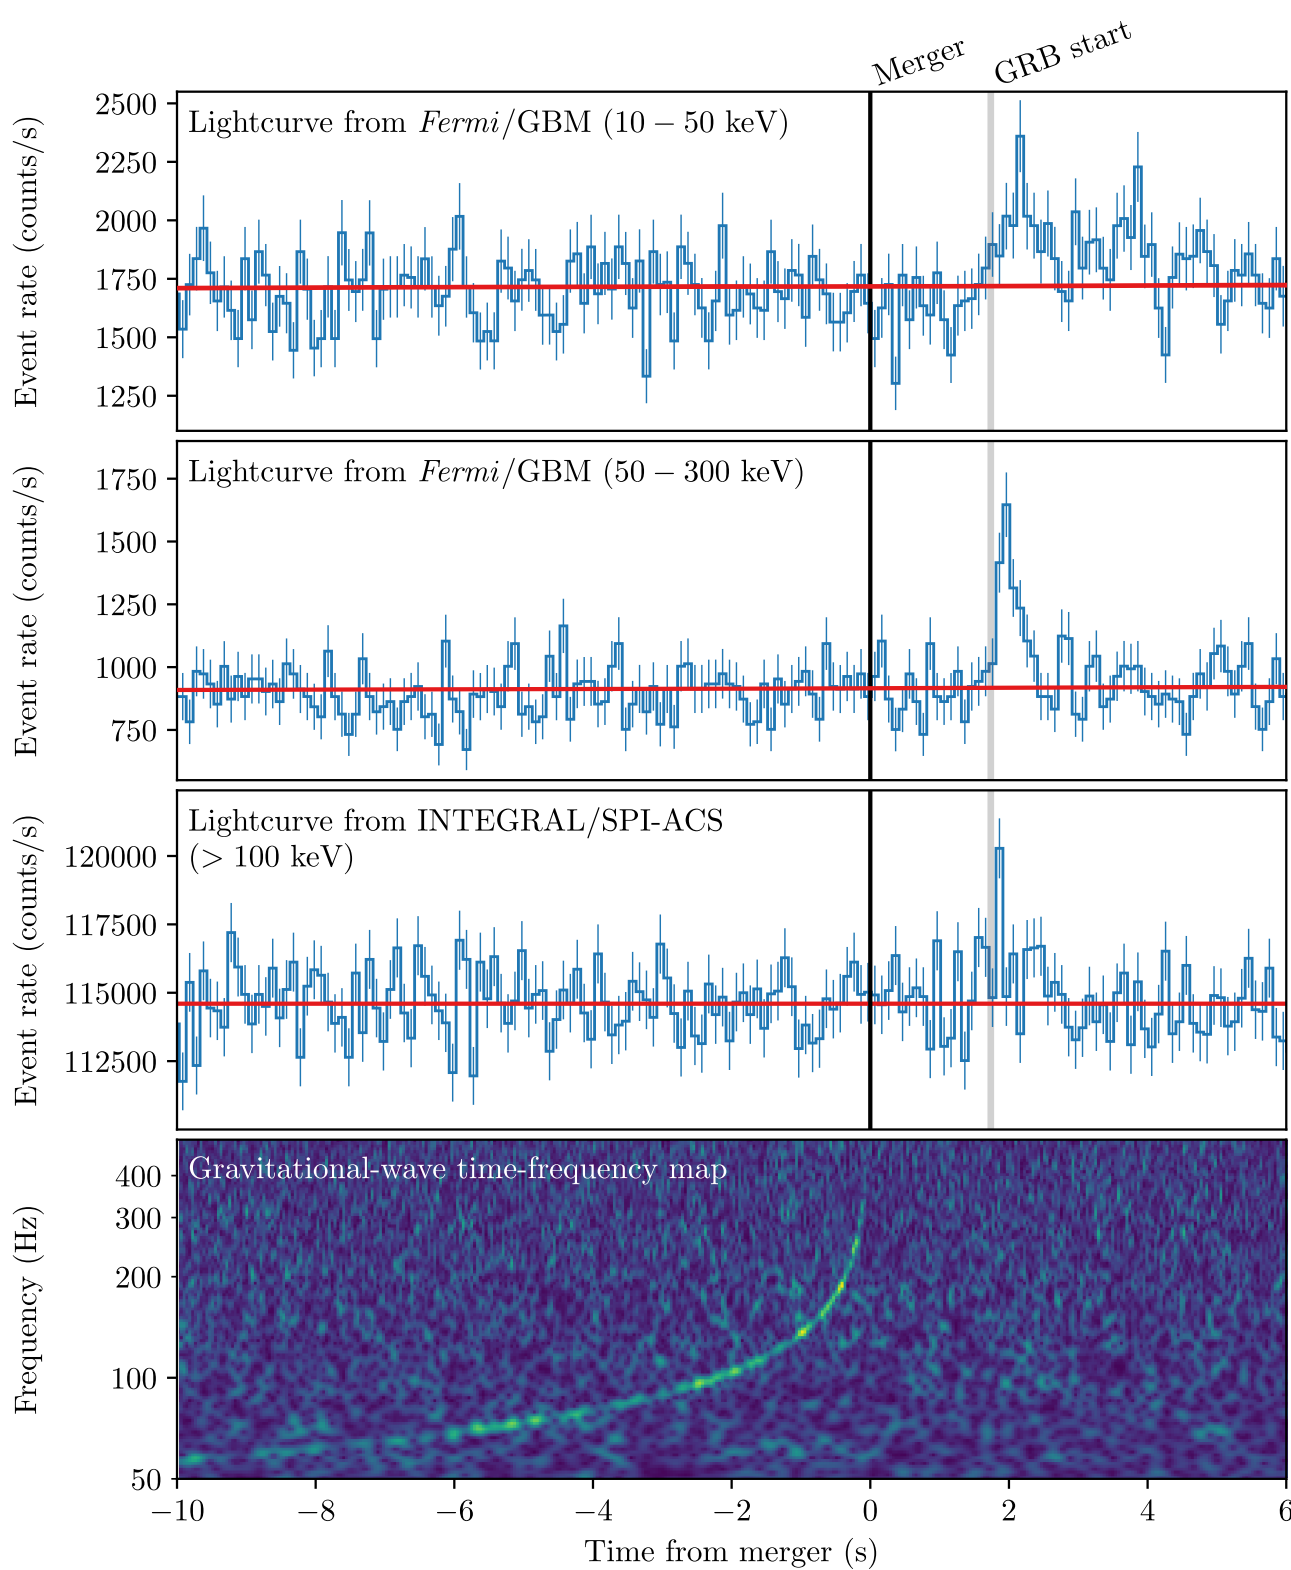 Merger
GRB start
Event rate (counts/s)
2500
2250
2000
1750
1500
1250
Lightcurve from Fermi/GBM (10 − 50 keV)
Event rate (counts/s)
1750
1500
1250
1000
750
Lightcurve from Fermi/GBM (50 − 300 keV)
Event rate (counts/s)
120000
117500
115000
112500
Lightcurve from INTEGRAL/SPI-ACS
(> 100 keV)
Frequency (Hz)
400
300
200
100
50
Gravitational-wave time-frequency map
−10 −8 −6 −4 −2 0 2 4 6
Time from merger (s)